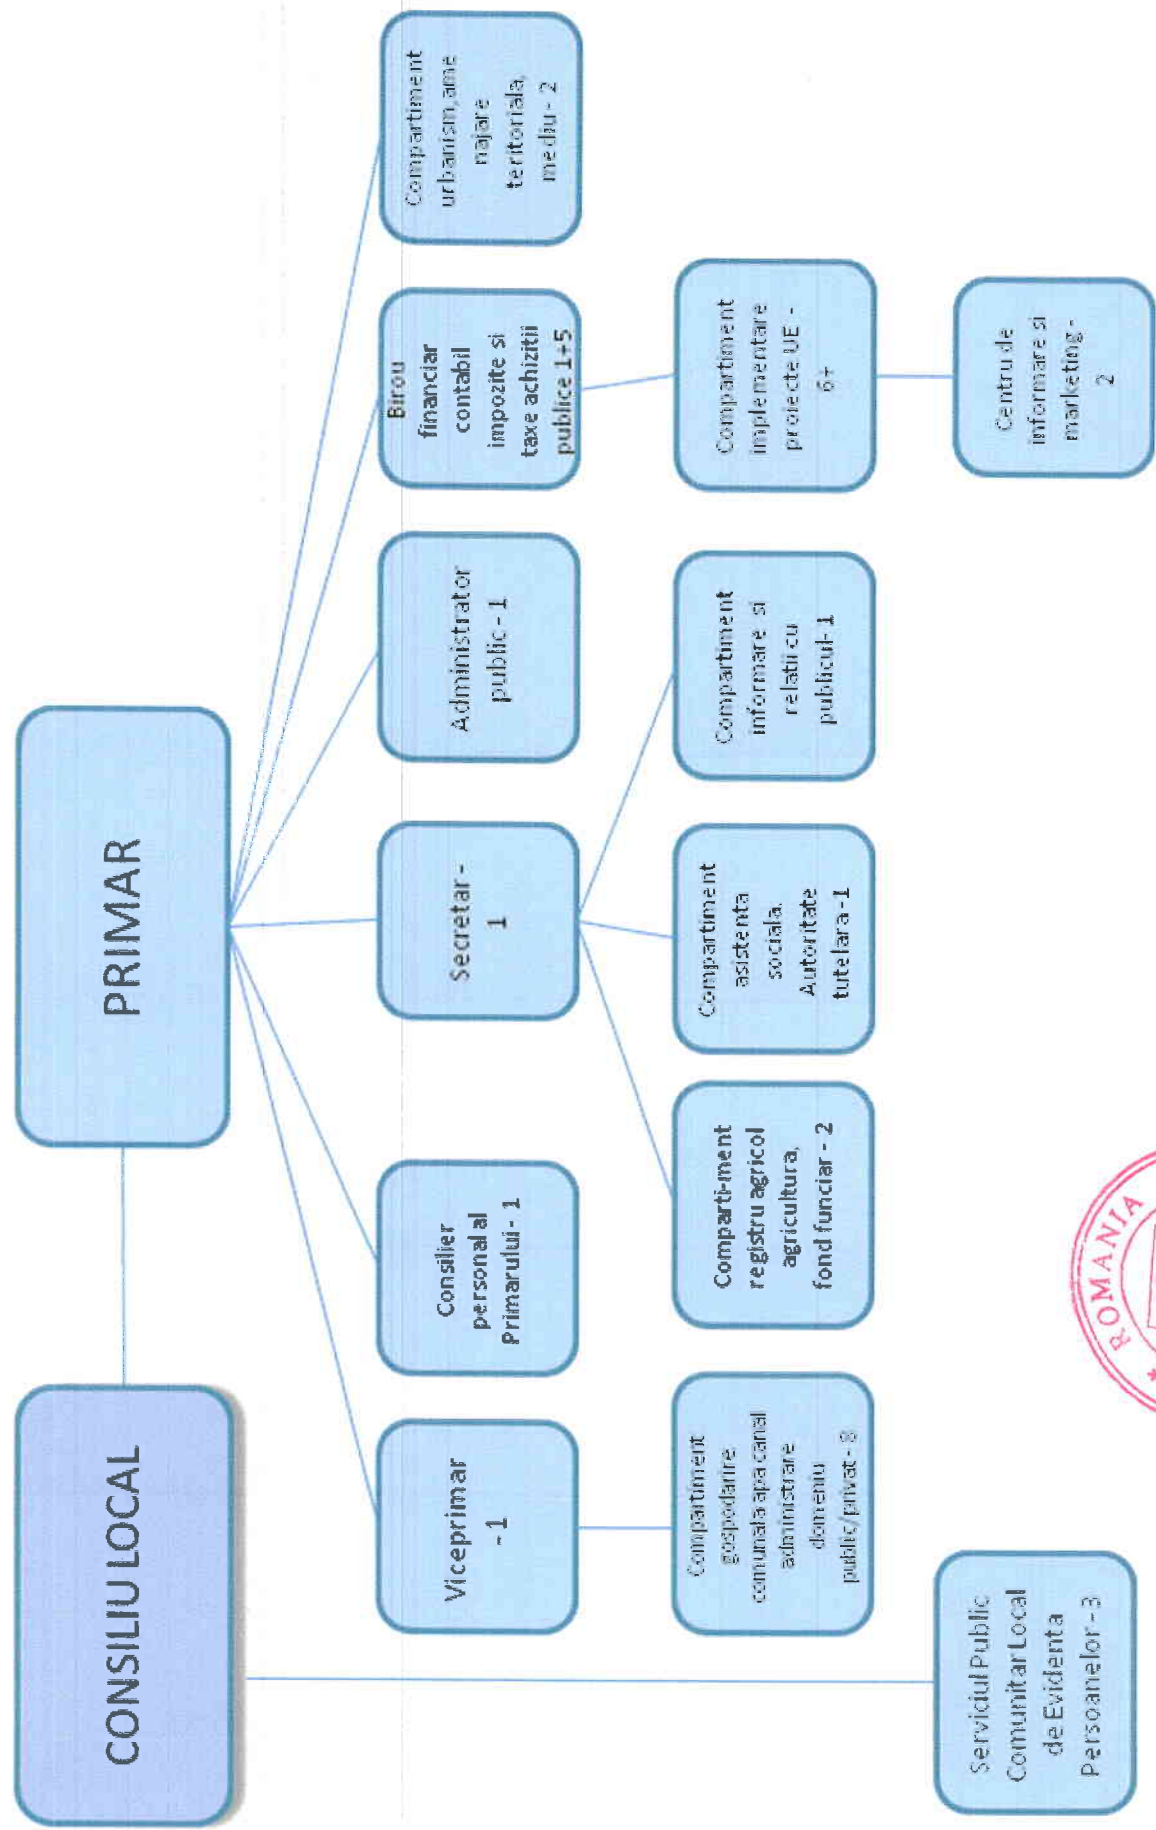 CONSILIU LOCAL
PRIMAR
Viceprimar
- 1
Consilier
personal al
Primarului - 1
Secretar -
1
Administrator
public - 1
Birou
financiar
contabil
impozite si
taxe achizitii
publice 1+5
Compartiment
urbanism,ame
najare
teritoriala,
mediu - 2
Compartiment
gospodarire
comunala apa canal
administrare
domeniu
public/privat - 8
Comparti-ment
registru agricol
agricultura,
fond funciar - 2
Compartiment
asistenta
sociala,
Autoritate
tutelara -1
Compartiment
informare si
relatii cu
publicul- 1
Compartiment
implementare
proiecte UE -
6+
Serviciul Public
Comunitar Local
de Evidenta
Persoanelor - 3
Centru de
informare si
marketing -
2
ROMANIA